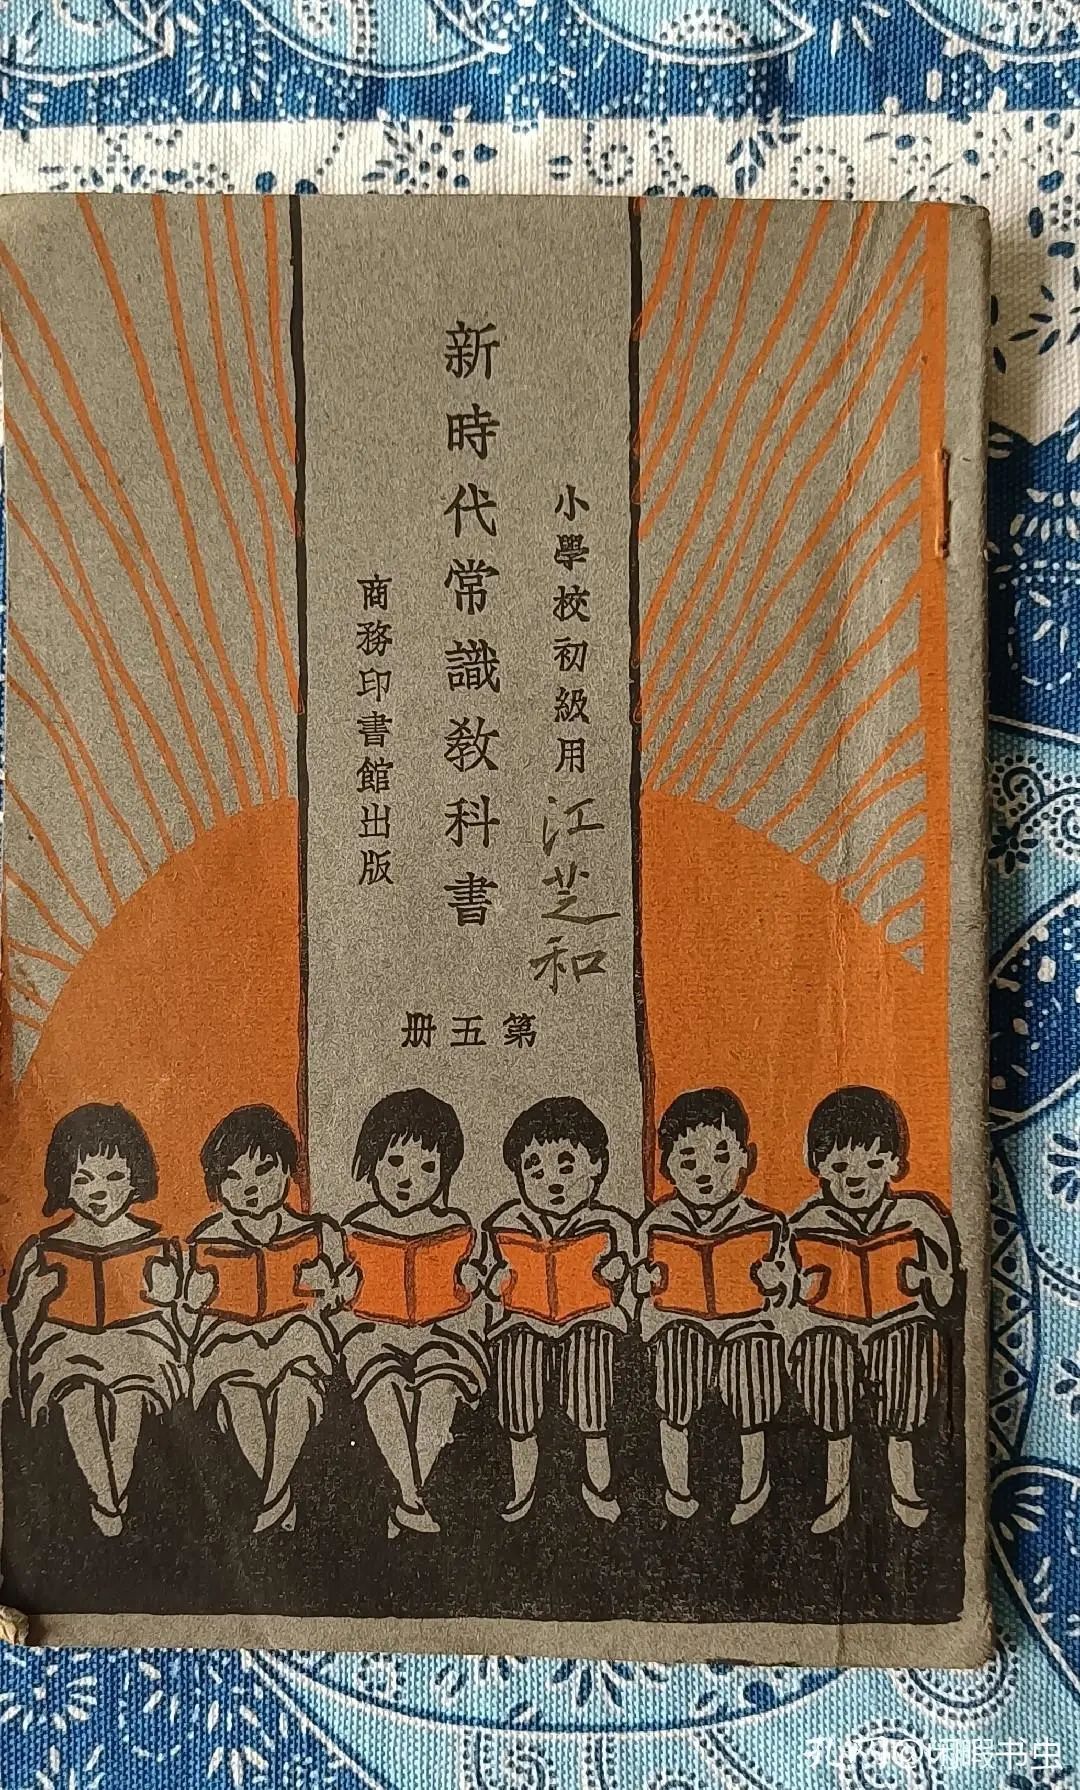 小學校初級用
江芝和
新時代常識教科書
商務印書館出版
第五册